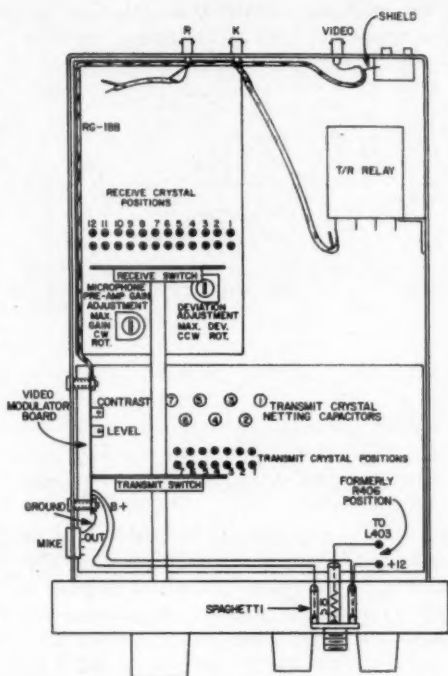 R K VIDEO
SHIELD
RG-188
T/R RELAY
RECEIVE CRYSTAL
POSITIONS
12 11 10 9 8 7 6 5 4 3 2 1
RECEIVE SWITCH
MICROPHONE
PRE-AMP GAIN
ADJUSTMENT
MAX.
GAIN
CW
ROT.
DEVIATION
ADJUSTMENT
MAX. DEV.
CCW ROT.
VIDEO
MODULATOR
BOARD
CONTRAST
LEVEL
7 5 3 1
6 4 2
TRANSMIT CRYSTAL
NETTING CAPACITORS
TRANSMIT CRYSTAL POSITIONS
TRANSMIT SWITCH
FORMERLY
R406
POSITION
GROUND
B+
OUT
MIKE
TO
L403
+12
SPAGHETTI